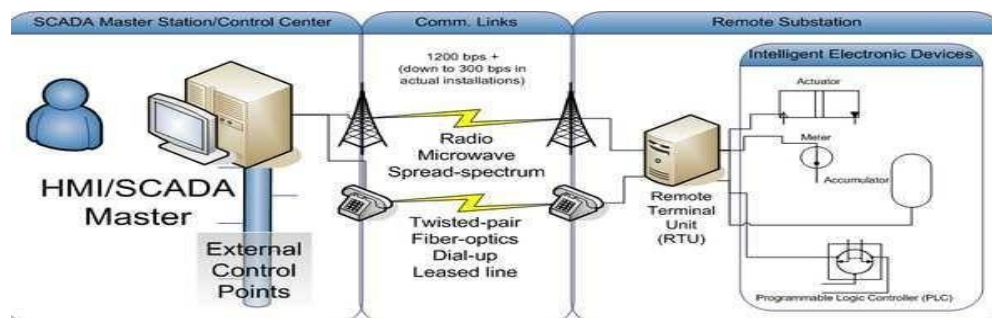 SCADA Master Station/Control Center
Comm. Links
Remote Substation
1200 bps +
(down to 300 bps in
actual installations)
Radio
Microwave
Spread-spectrum
Twisted-pair
Fiber-optics
Dial-up
Leased line
HMI/SCADA
Master
External
Control
Points
Remote
Terminal
Unit
(RTU)
Intelligent Electronic Devices
Actuator
Meter
Accumulator
Programmable Logic Controller (PLC)